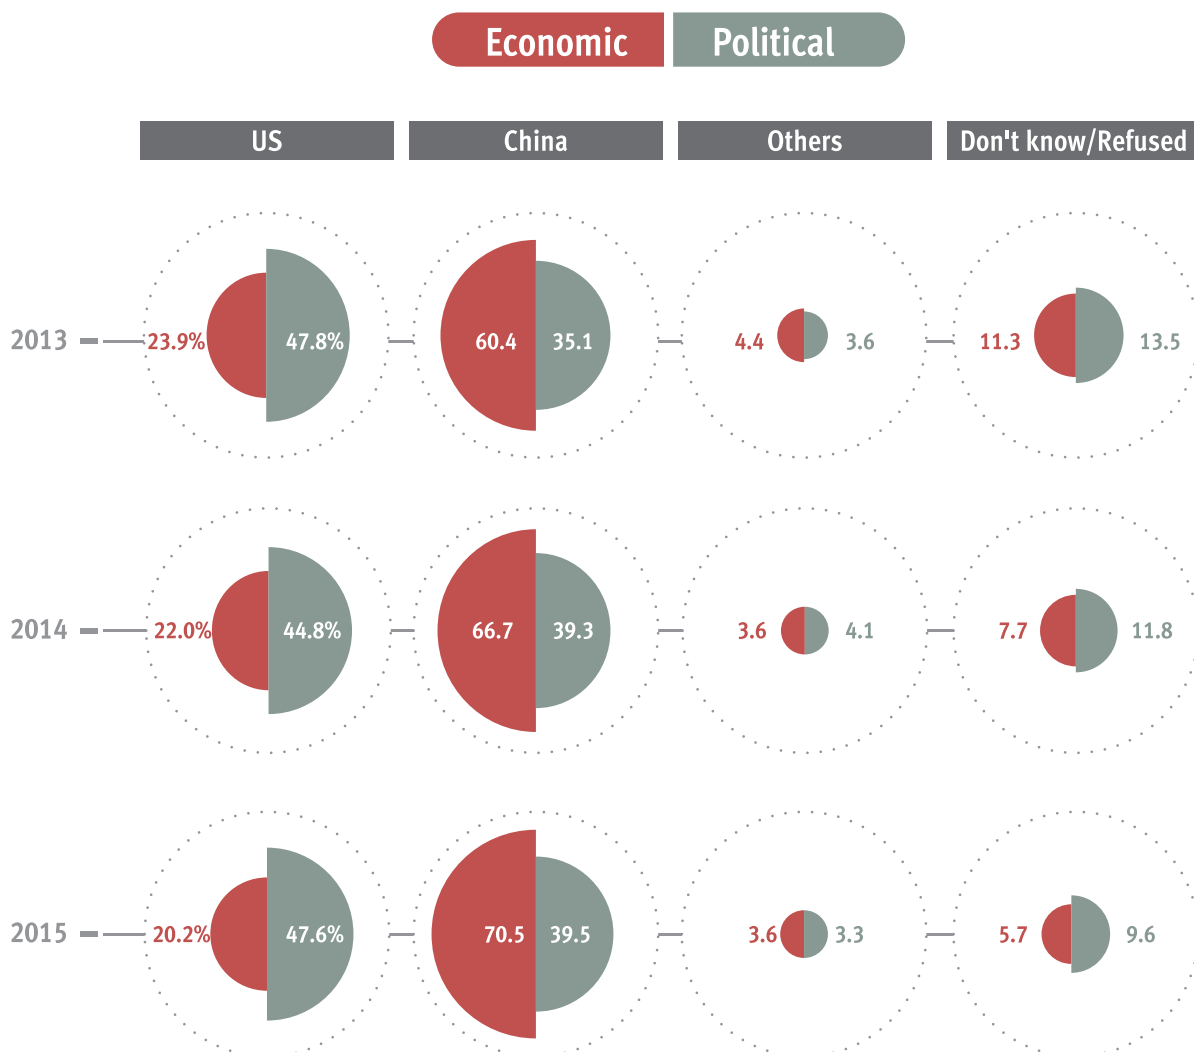 Economic Political
US China Others Don't know/Refused
2013 23.9% 47.8% 60.4 35.1 4.4 3.6 11.3 13.5
2014 22.0% 44.8% 66.7 39.3 3.6 4.1 7.7 11.8
2015 20.2% 47.6% 70.5 39.5 3.6 3.3 5.7 9.6